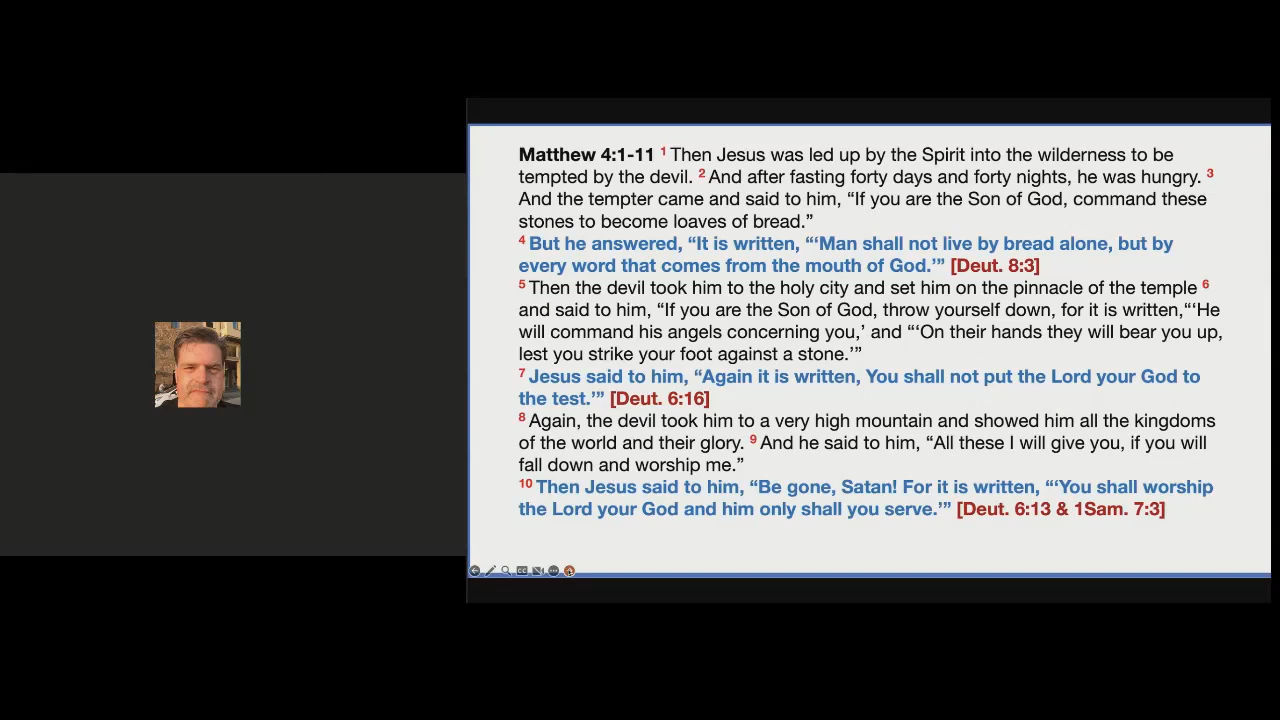 Matthew 4:1-11 1 Then Jesus was led up by the Spirit into the wilderness to be
tempted by the devil. 2 And after fasting forty days and forty nights, he was hungry. 3
And the tempter came and said to him, “If you are the Son of God, command these
stones to become loaves of bread.”
4 But he answered, “It is written, “‘Man shall not live by bread alone, but by
every word that comes from the mouth of God.’” [Deut. 8:3]
5 Then the devil took him to the holy city and set him on the pinnacle of the temple 6
and said to him, “If you are the Son of God, throw yourself down, for it is written,“‘He
will command his angels concerning you,’ and “‘On their hands they will bear you up,
lest you strike your foot against a stone.’”
7 Jesus said to him, “Again it is written, You shall not put the Lord your God to
the test.’” [Deut. 6:16]
8 Again, the devil took him to a very high mountain and showed him all the kingdoms
of the world and their glory. 9 And he said to him, “All these I will give you, if you will
fall down and worship me.”
10 Then Jesus said to him, “Be gone, Satan! For it is written, “‘You shall worship
the Lord your God and him only shall you serve.’” [Deut. 6:13 & 1Sam. 7:3]